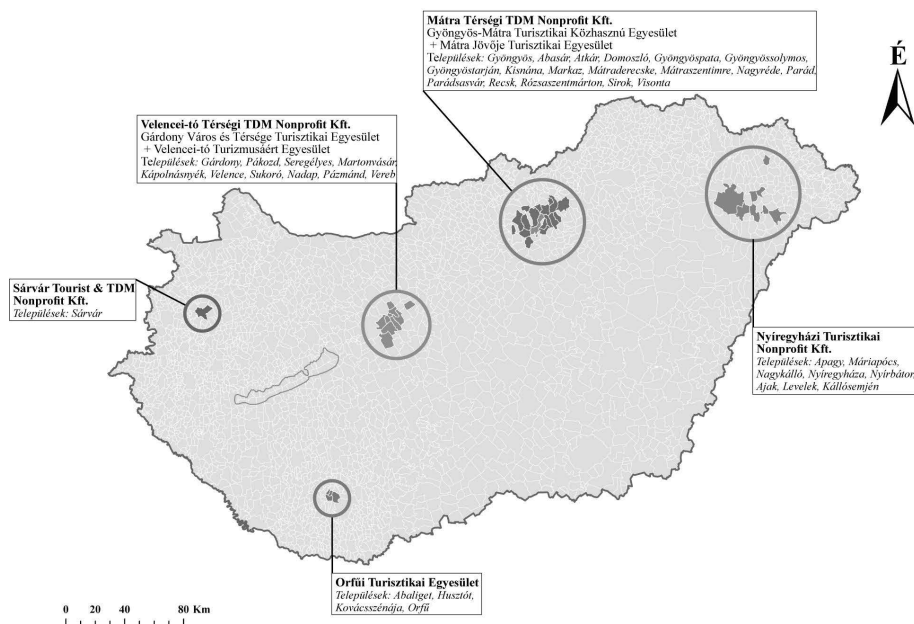 Mátra Térségi TDM Nonprofit Kft.
Gyöngyös-Mátra Turisztikai Közhasznú Egyesület
+ Mátra Jövője Turisztikai Egyesület
Települések: Gyöngyös, Abasár, Atkár, Domoszló, Gyöngyöspata, Gyöngyössolymos,
Gyöngyöstarján, Kisnána, Markaz, Mátraderecske, Mátraszentimre, Nagyréde, Parád,
Parádsasvár, Recsk, Rózsaszentmárton, Sirok, Visonta
É
Velencei-tó Térségi TDM Nonprofit Kft.
Gárdony Város és Térsége Turisztikai Egyesület
+ Velencei-tó Turizmusáért Egyesület
Települések: Gárdony, Pákozd, Seregélyes, Martonvásár,
Kápolnásnyék, Velence, Sukoró, Nadap, Pázmánd, Vereb
Sárvár Tourist & TDM
Nonprofit Kft.
Települések: Sárvár
Nyíregyházi Turisztikai
Nonprofit Kft.
Települések: Apagy, Máriapócs,
Nagykálló, Nyíregyháza, Nyírbátor,
Ajak, Levelek, Kállósemjén
Orfűi Turisztikai Egyesület
Települések: Abaliget, Husztót,
Kovácsszénája, Orfű
0 20 40 80 Km